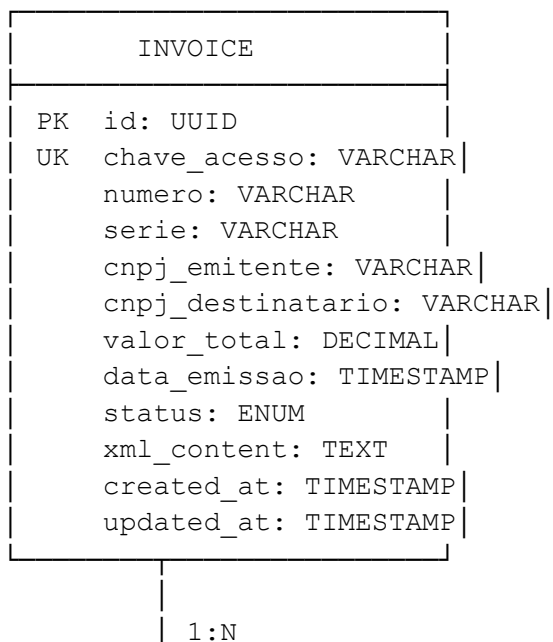 INVOICE
PK id: UUID
UK chave_acesso: VARCHAR
numero: VARCHAR
serie: VARCHAR
cnpj_emitente: VARCHAR
cnpj_destinatario: VARCHAR
valor_total: DECIMAL
data_emissao: TIMESTAMP
status: ENUM
xml_content: TEXT
created_at: TIMESTAMP
updated_at: TIMESTAMP
1:N